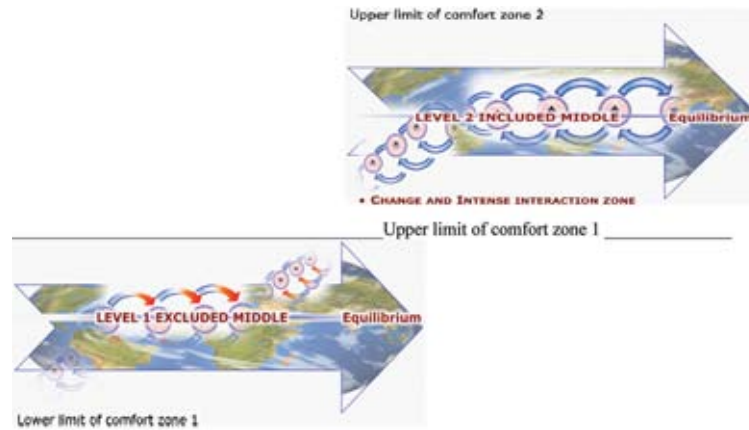 Upper limit of comfort zone 2
LEVEL 2 INCLUDED MIDDLE
Equilibrium
• CHANGE AND INTENSE INTERACTION ZONE
Upper limit of comfort zone 1
LEVEL 1 EXCLUDED MIDDLE
Equilibrium
Lower limit of comfort zone 1